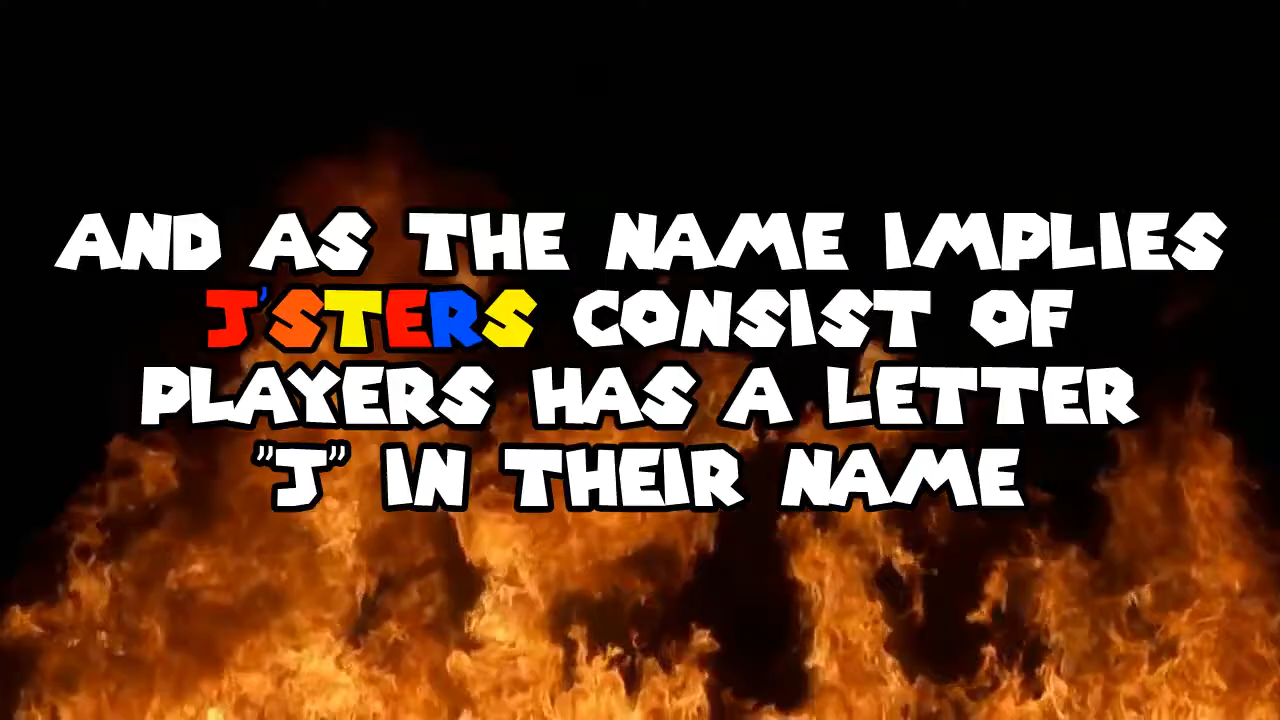 AND AS THE NAME IMPLIES
J'STERS CONSIST OF
PLAYERS HAS A LETTER
"J" IN THEIR NAME